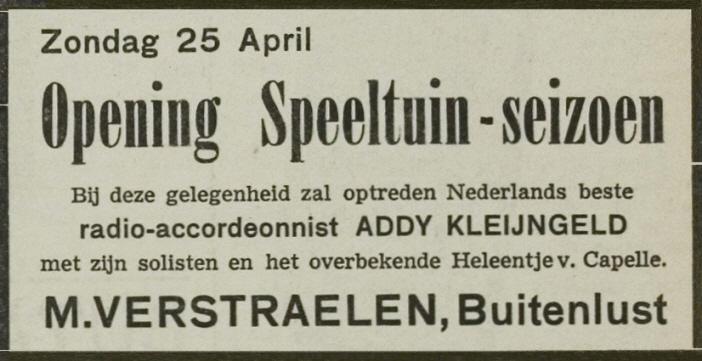 Zondag 25 April
Opening Speeltuin-seizoen
Bij deze gelegenheid zal optreden Nederlands beste
radio-accordeonnist ADDY KLEIJNGELD
met zijn solisten en het overbekende Heleentje v. Capelle.
M. VERSTRAELEN, Buitenlust